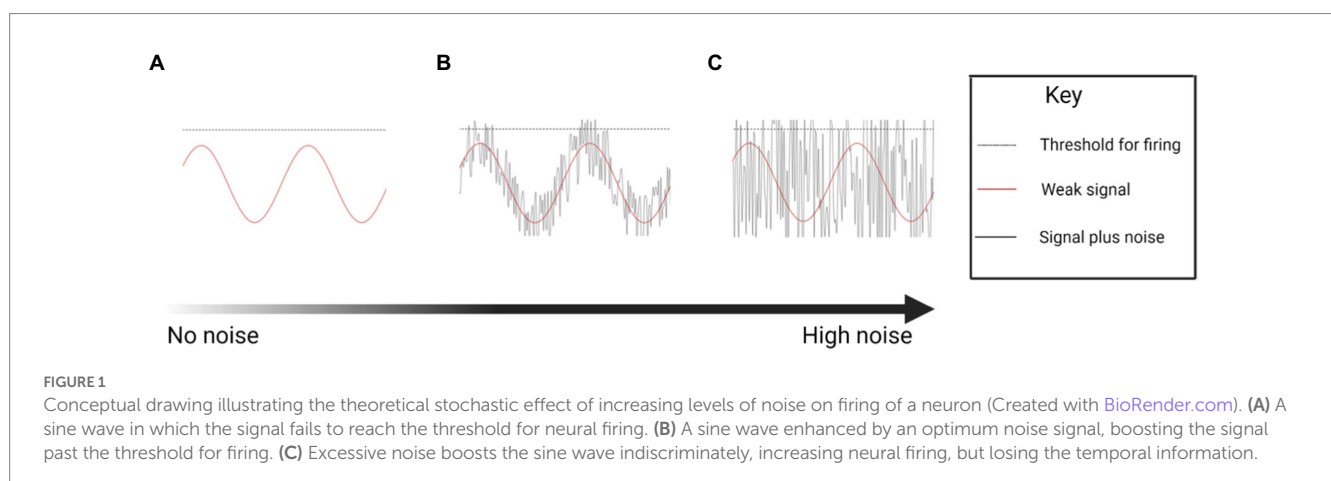 A
B
C
Key
Threshold for firing
Weak signal
Signal plus noise
No noise
High noise
FIGURE 1
Conceptual drawing illustrating the theoretical stochastic effect of increasing levels of noise on firing of a neuron (Created with BioRender.com). (A) A
sine wave in which the signal fails to reach the threshold for neural firing. (B) A sine wave enhanced by an optimum noise signal, boosting the signal
past the threshold for firing. (C) Excessive noise boosts the sine wave indiscriminately, increasing neural firing, but losing the temporal information.